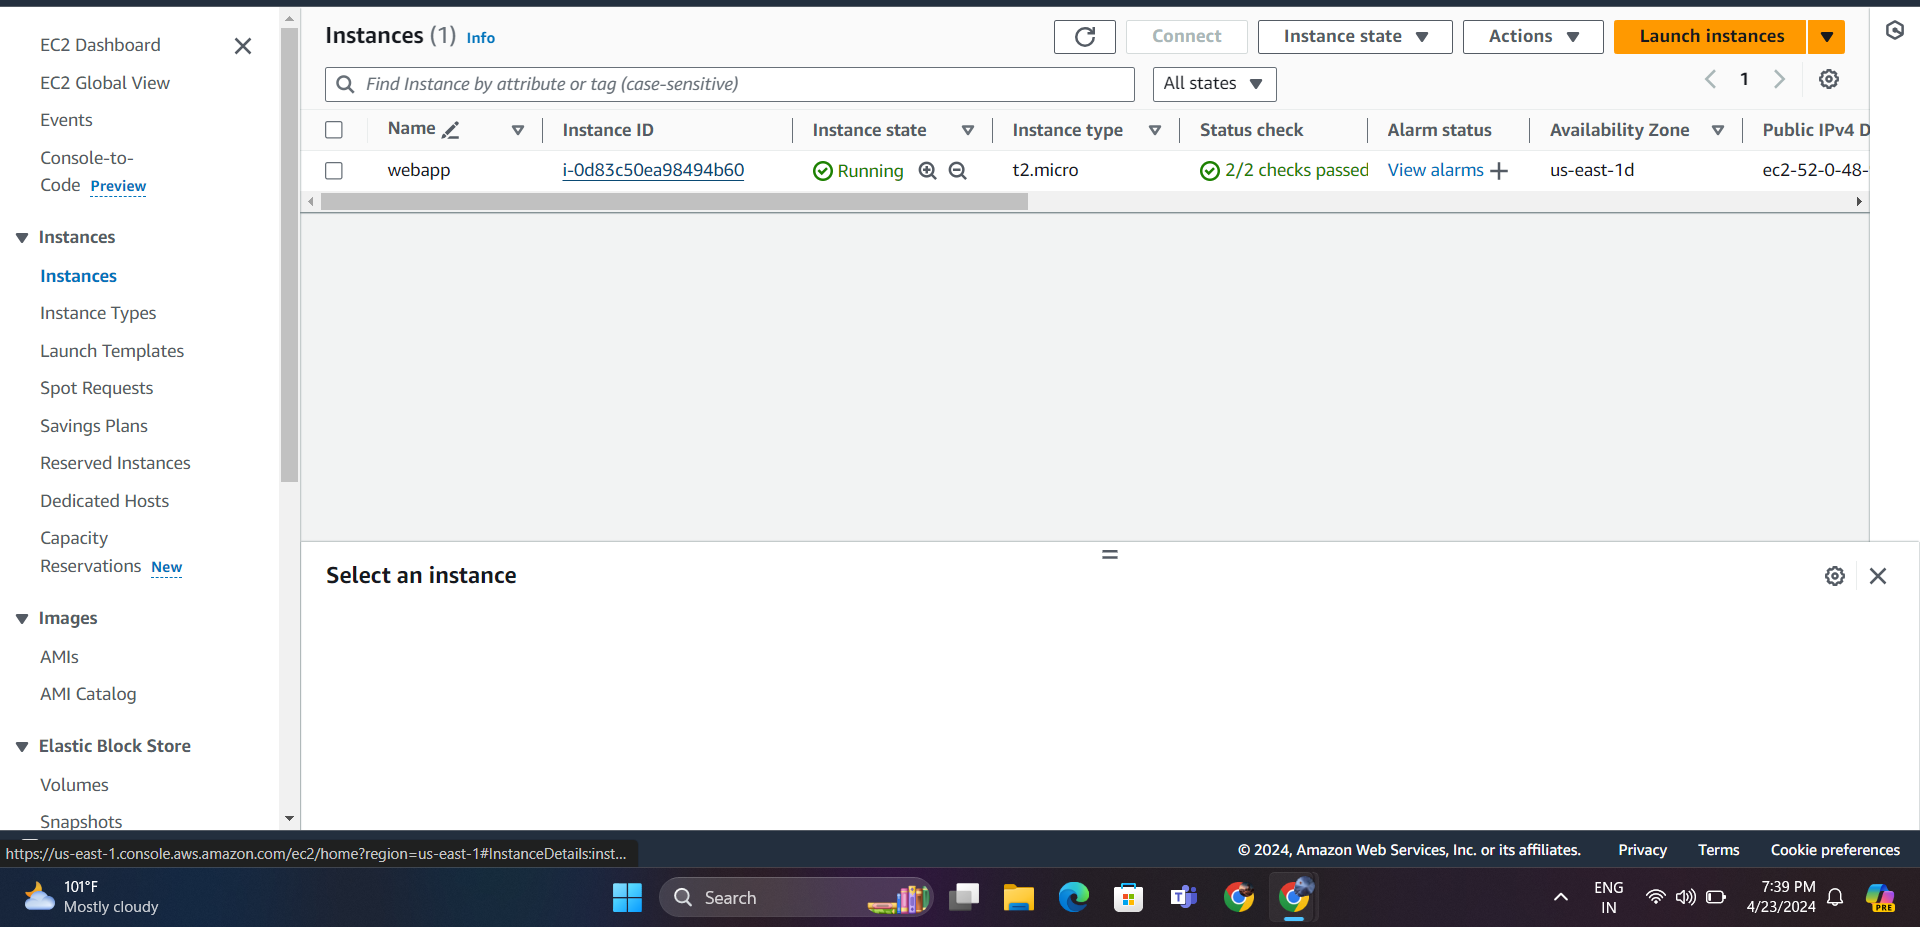 EC2 Dashboard
EC2 Global View
Events
Console-to-
Code Preview
Instances
Instances
Instance Types
Launch Templates
Spot Requests
Savings Plans
Reserved Instances
Dedicated Hosts
Capacity
Reservations New
Images
AMIs
AMI Catalog
Elastic Block Store
Volumes
Snapshots
Instances (1) Info
Connect
Instance state
Actions
Launch instances
Find Instance by attribute or tag (case-sensitive)
All states
1
Name Instance ID Instance state Instance type Status check Alarm status Availability Zone Public IPv4 D
webapp i-0d83c50ea98494b60 Running t2.micro 2/2 checks passed View alarms + us-east-1d ec2-52-0-48-
Select an instance
https://us-east-1.console.aws.amazon.com/ec2/home?region=us-east-1#InstanceDetails:inst...
© 2024, Amazon Web Services, Inc. or its affiliates. Privacy Terms Cookie preferences
101°F
Mostly cloudy
Search
ENG
IN
7:39 PM
4/23/2024
PRE